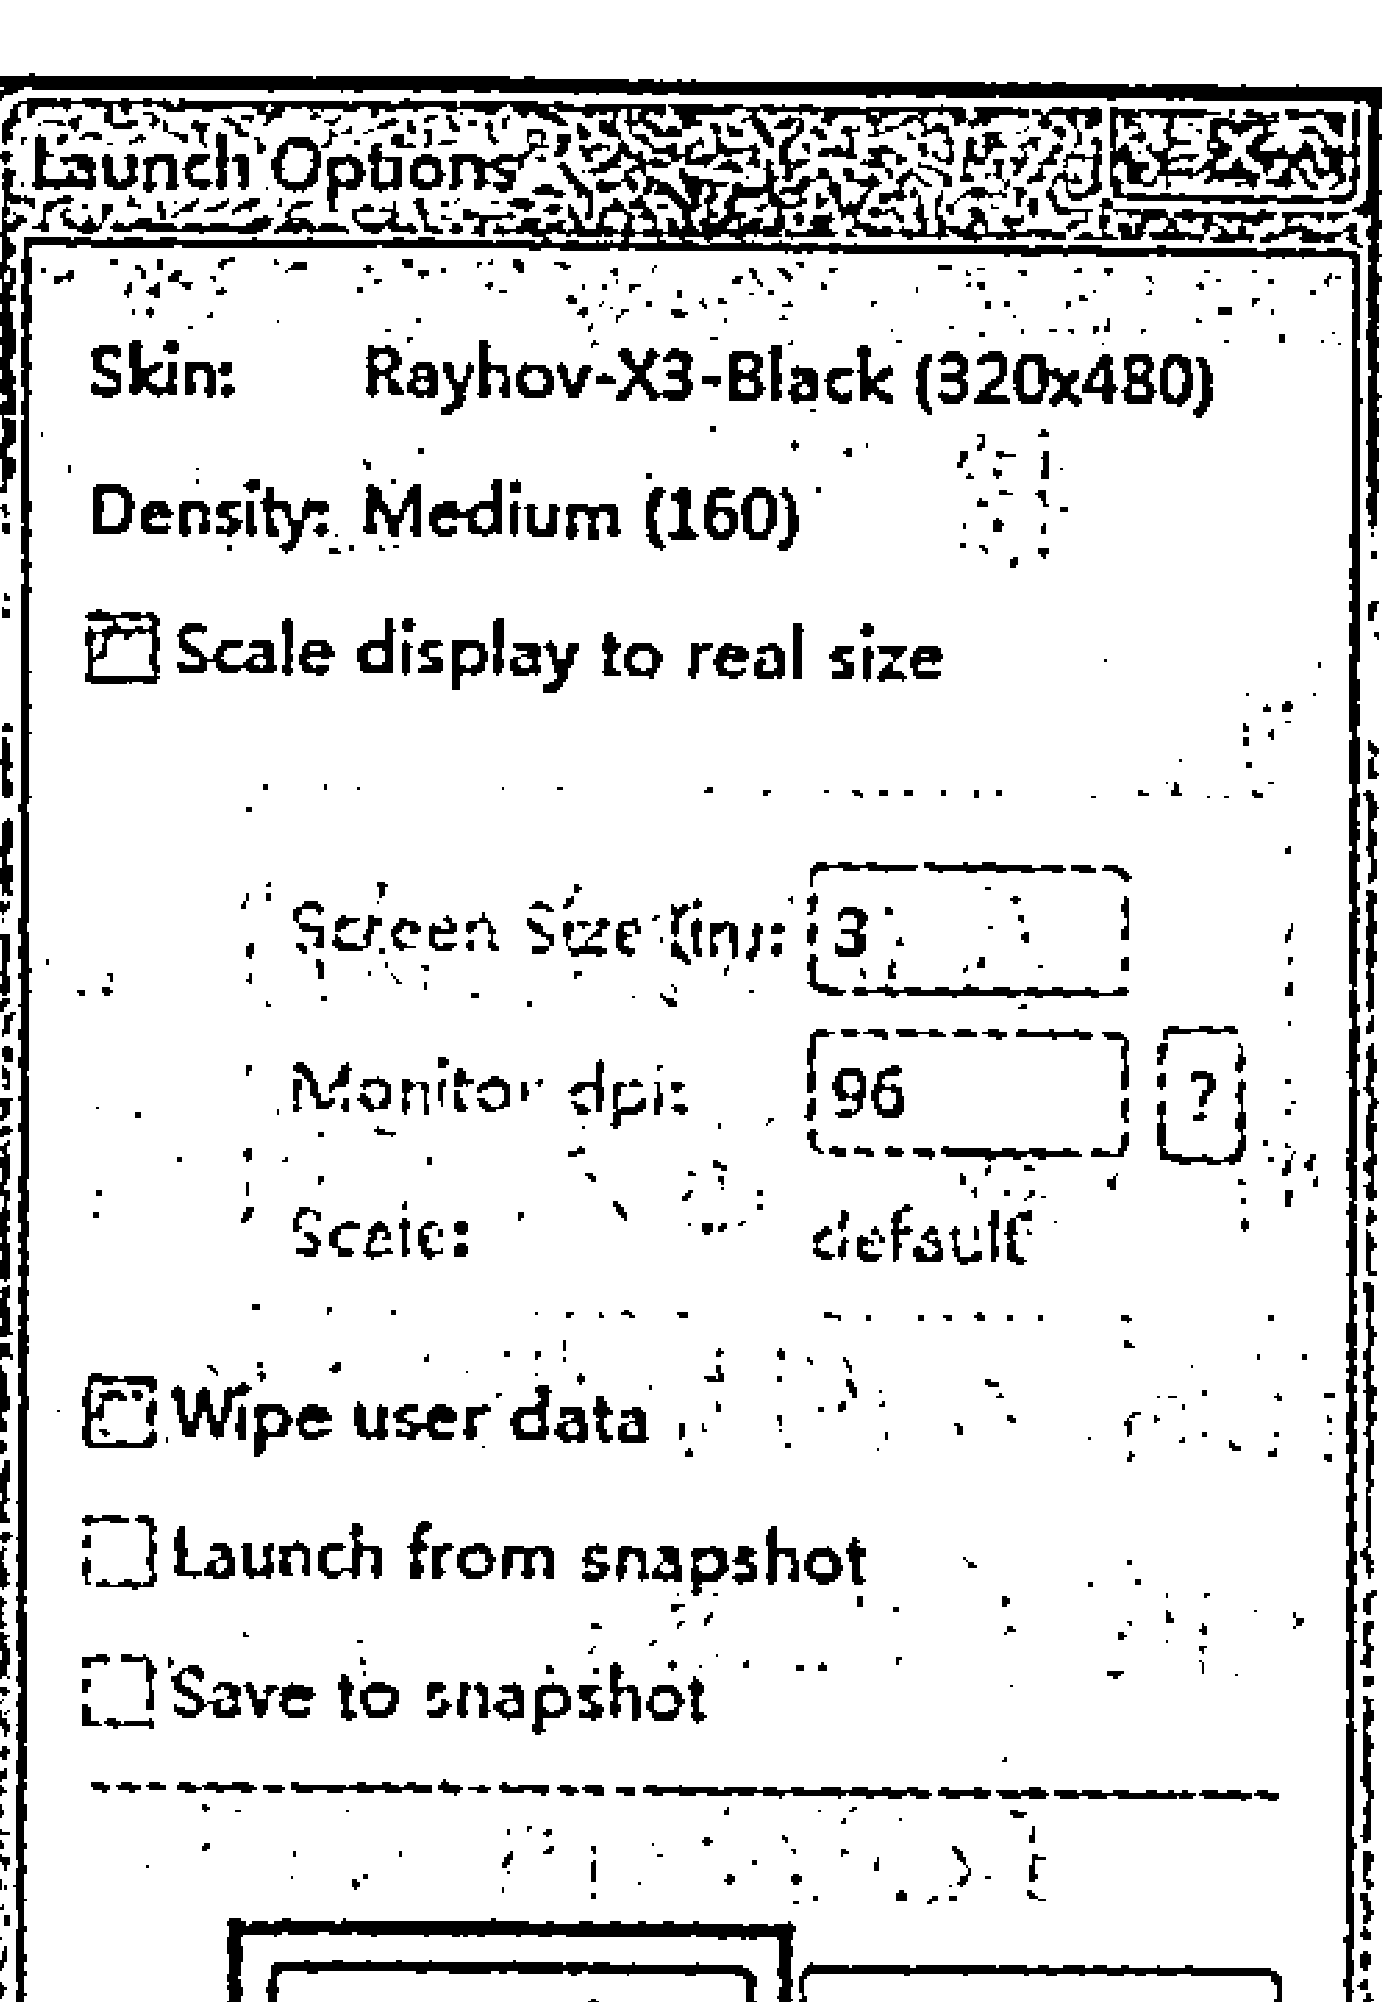 Launch Options
Skin: Rayhov-X3-Black (320x480)
Density: Medium (160)
Scale display to real size
Screen Size (in): 3
Monitor dpi: 96 ?
Scale: default
Wipe user data
Launch from snapshot
Save to snapshot